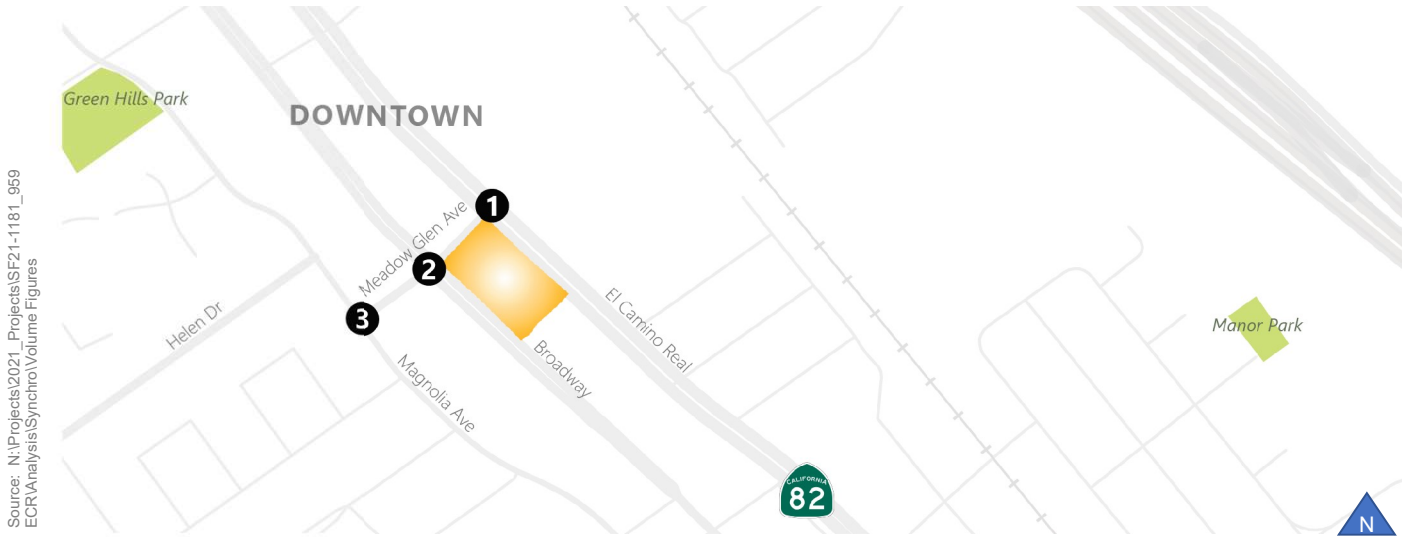 Green Hills Park
DOWNTOWN
1
Meadow Glen Ave
2
3
Helen Dr
Magnolia Ave
Broadway
El Camino Real
Manor Park
CALIFORNIA
82
N
Source: N:\Projects\2021_Projects\SF21-1181_959
ECR\Analysis\Synchro\Volume Figures